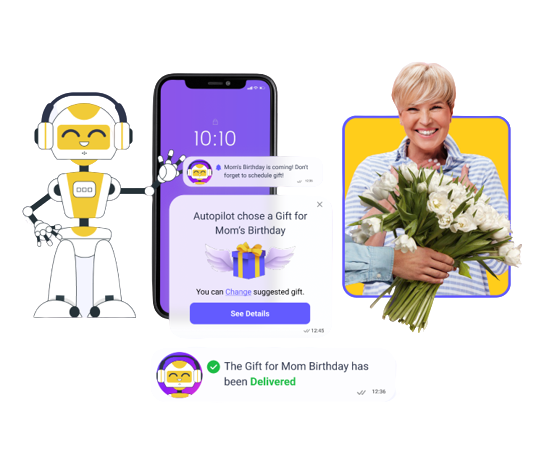 10:10
Mom's Birthday is coming! Don't
forget to schedule gift!
Autopilot chose a Gift for
Mom's Birthday
You can Change suggested gift.
See Details
12:45
The Gift for Mom Birthday has
been Delivered
12:36